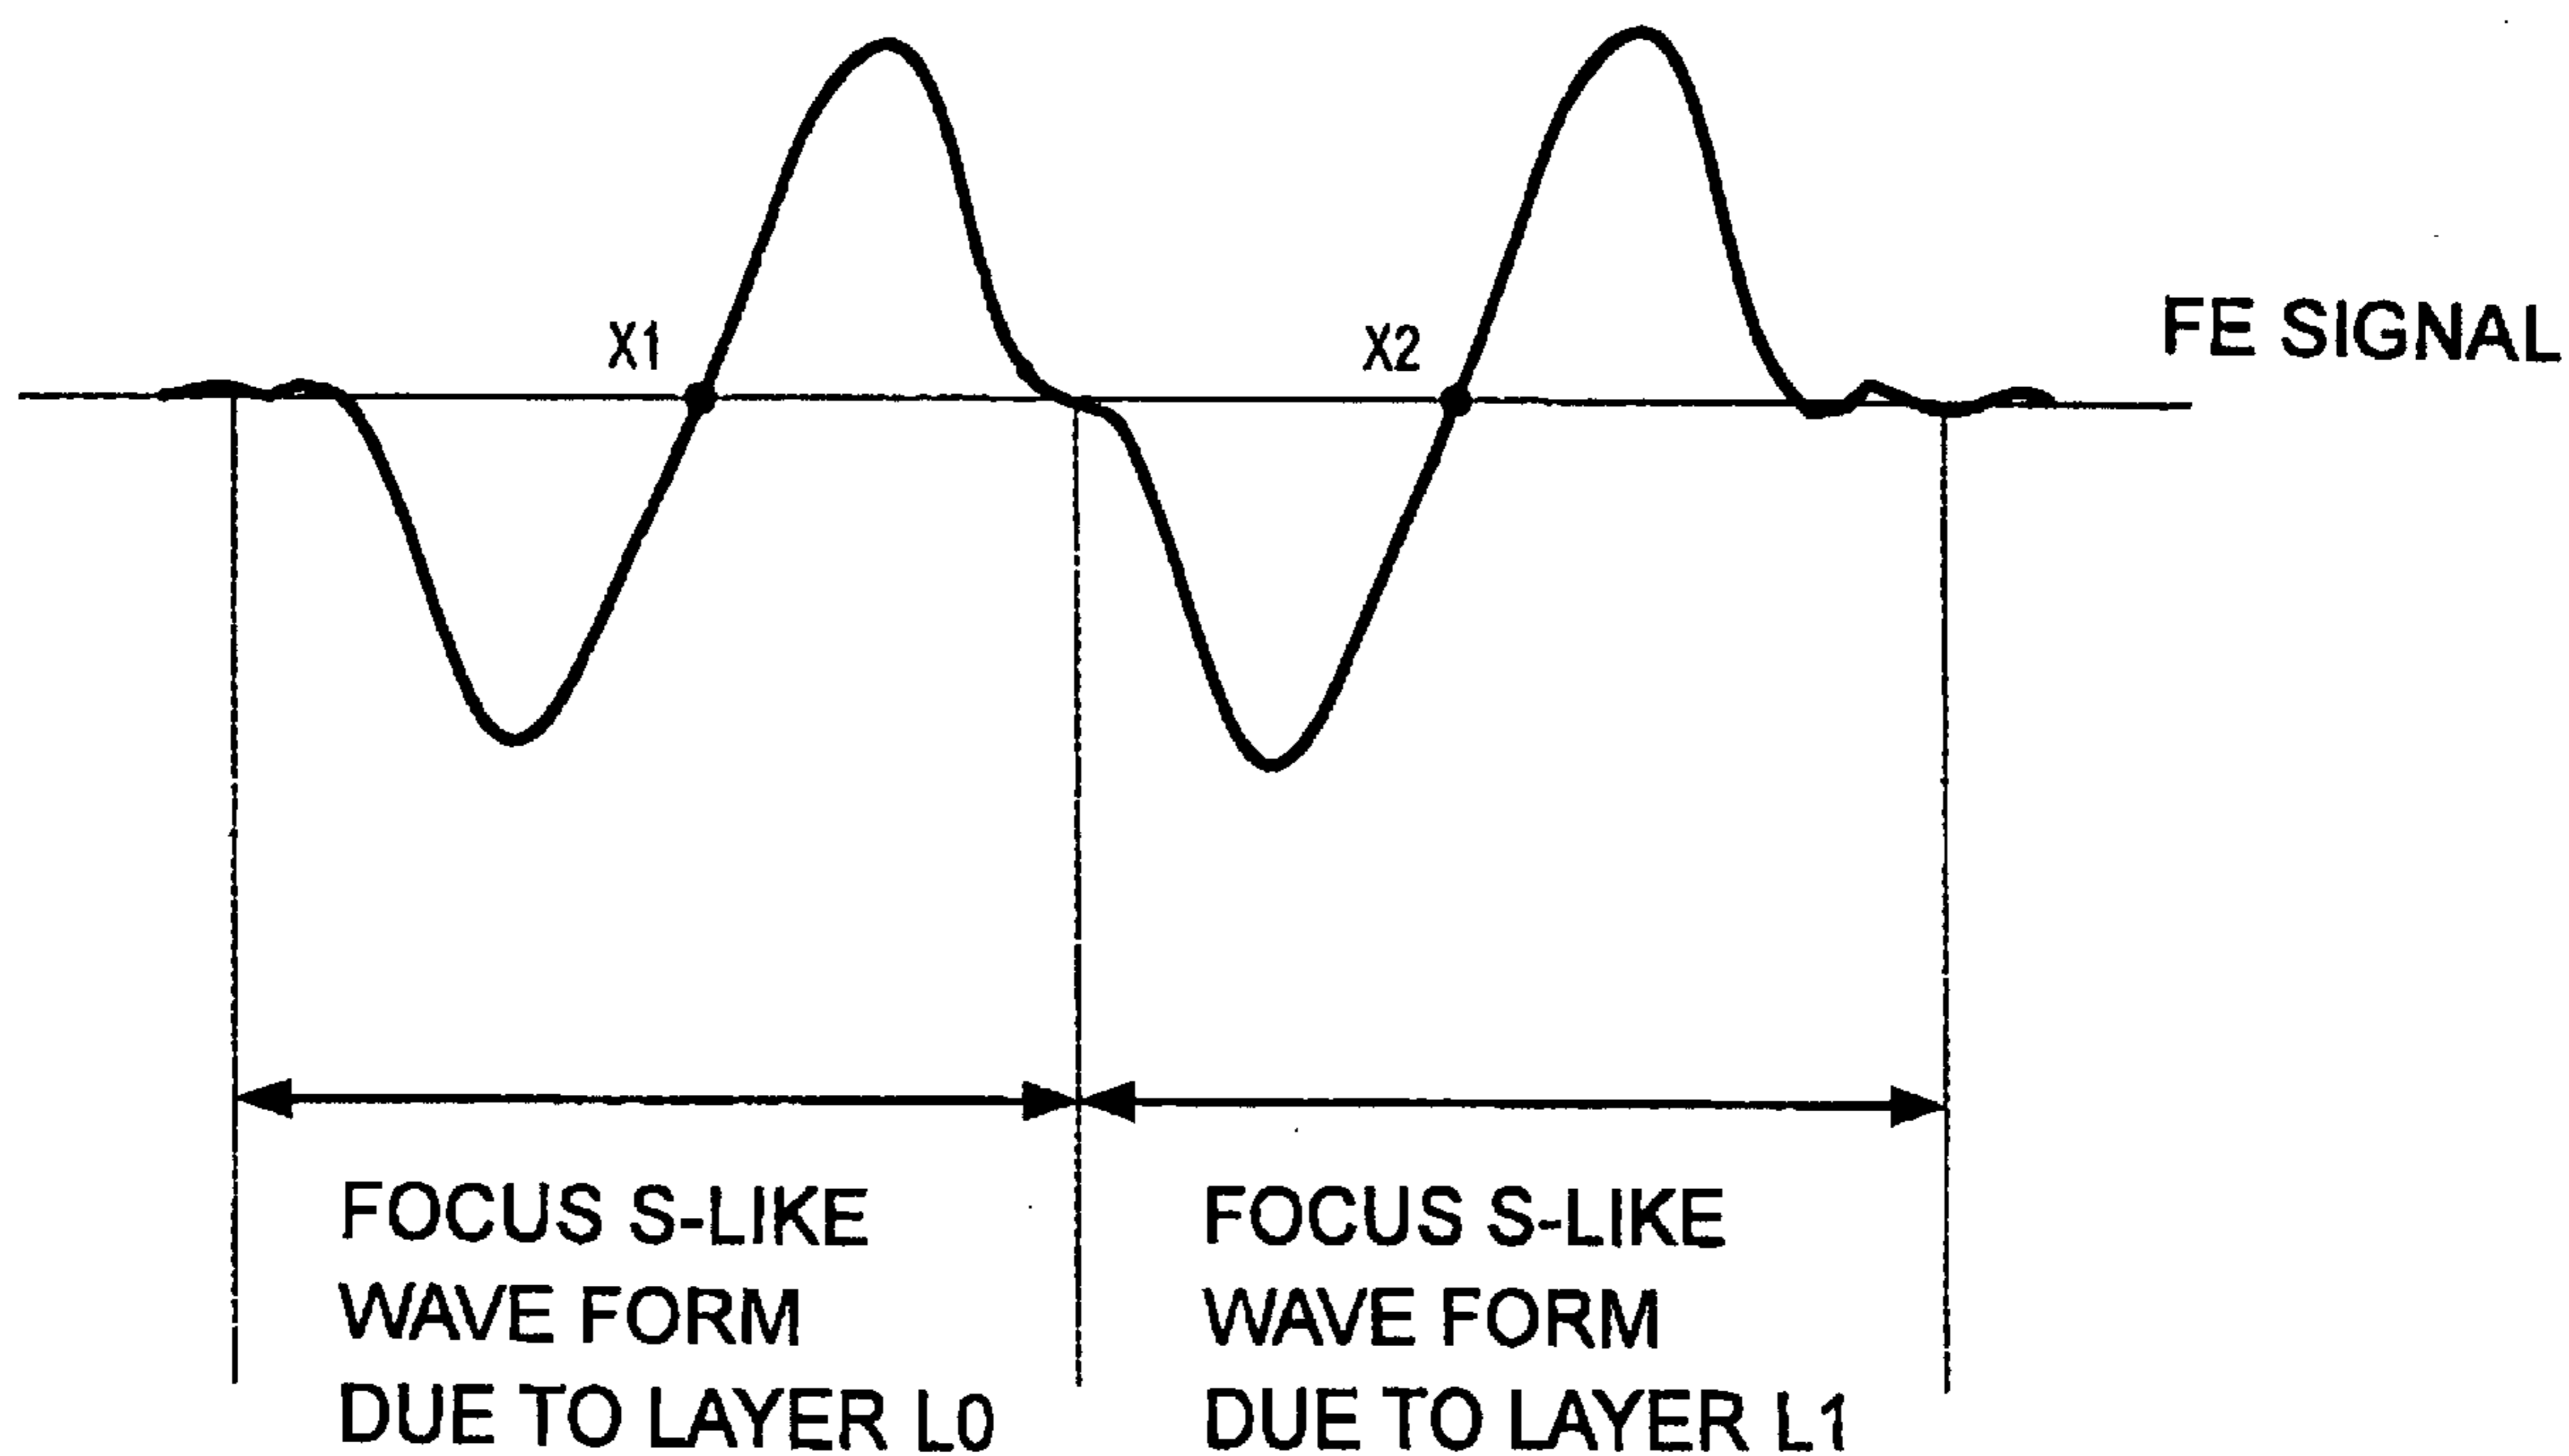 FE SIGNAL
X1
X2
FOCUS S-LIKE
WAVE FORM
DUE TO LAYER L0
FOCUS S-LIKE
WAVE FORM
DUE TO LAYER L1